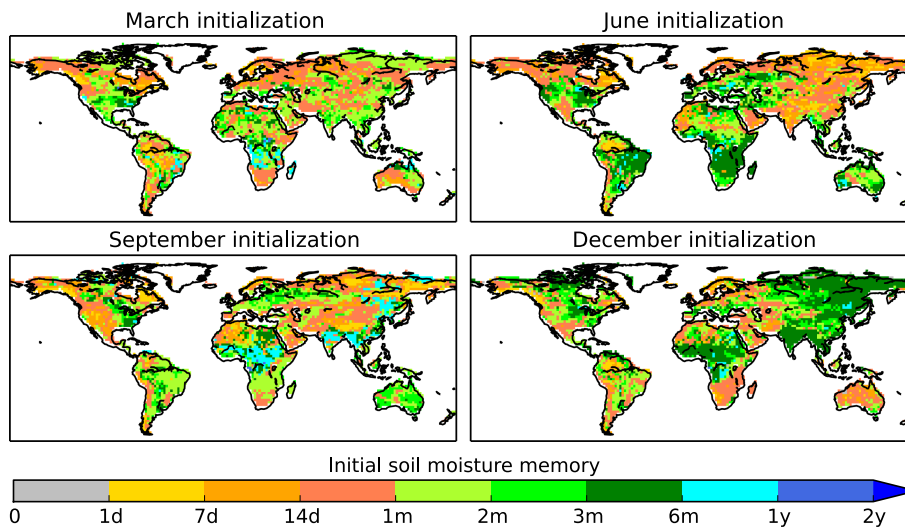 March initialization
June initialization
September initialization
December initialization
Initial soil moisture memory
0 1d 7d 14d 1m 2m 3m 6m 1y 2y